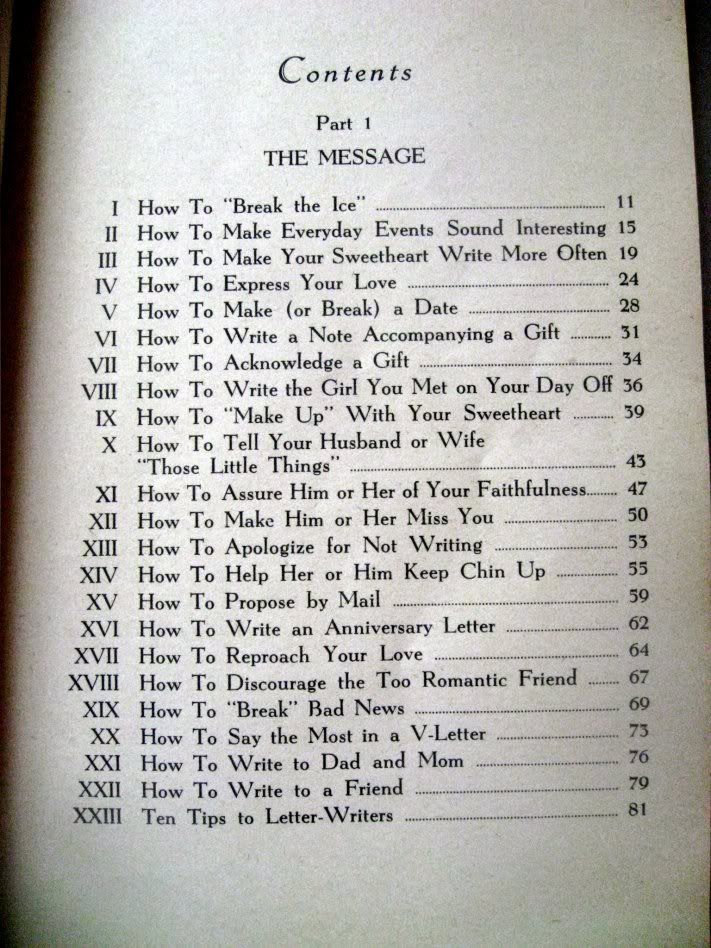 Contents
Part 1
THE MESSAGE
I How To "Break the Ice" 11
II How To Make Everyday Events Sound Interesting 15
III How To Make Your Sweetheart Write More Often 19
IV How To Express Your Love 24
V How To Make (or Break) a Date 28
VI How To Write a Note Accompanying a Gift 31
VII How To Acknowledge a Gift 34
VIII How To Write the Girl You Met on Your Day Off 36
IX How To "Make Up" With Your Sweetheart 39
X How To Tell Your Husband or Wife
"Those Little Things" 43
XI How To Assure Him or Her of Your Faithfulness 47
XII How To Make Him or Her Miss You 50
XIII How To Apologize for Not Writing 53
XIV How To Help Her or Him Keep Chin Up 55
XV How To Propose by Mail 59
XVI How To Write an Anniversary Letter 62
XVII How To Reproach Your Love 64
XVIII How To Discourage the Too Romantic Friend 67
XIX How To "Break" Bad News 69
XX How To Say the Most in a V-Letter 73
XXI How To Write to Dad and Mom 76
XXII How To Write to a Friend 79
XXIII Ten Tips to Letter-Writers 81